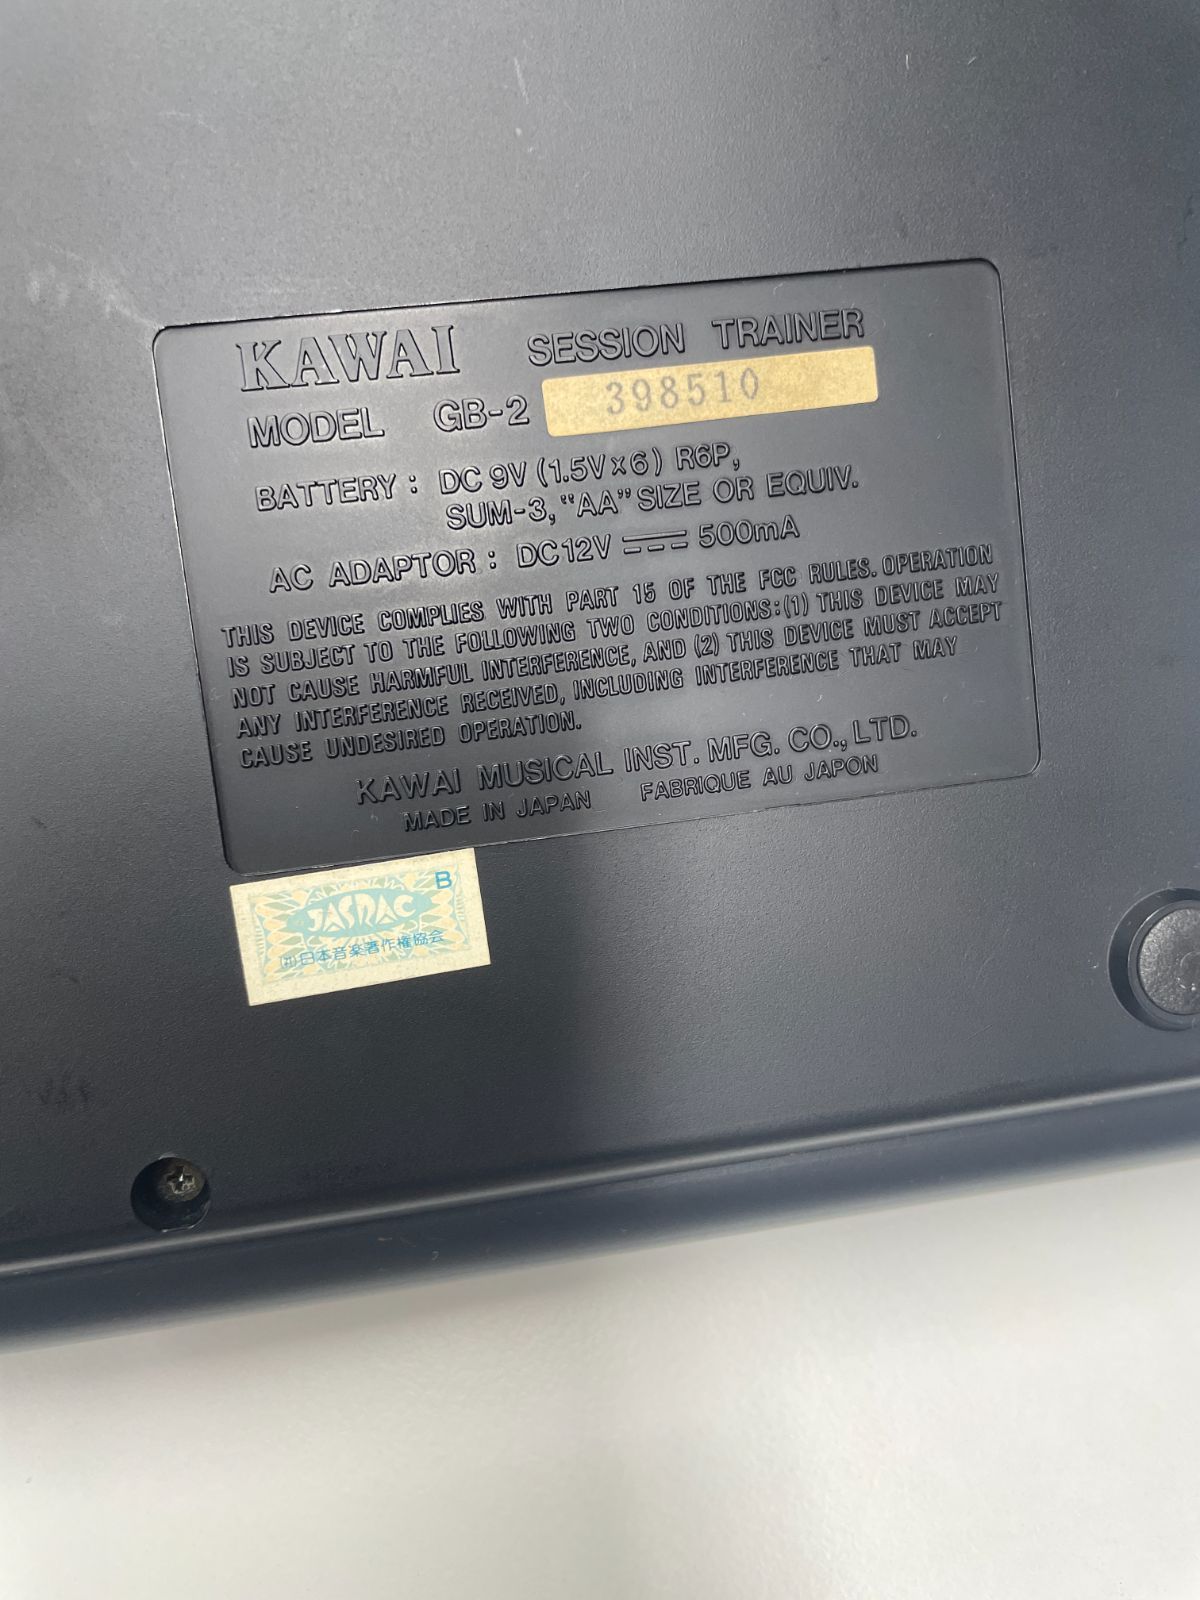 KAWAI SESSION TRAINER
MODEL GB-2 398510
BATTERY : DC 9V (1.5V×6) R6P,
SUM-3, "AA" SIZE OR EQUIV.
AC ADAPTOR : DC12V ⎓ 500mA
THIS DEVICE COMPLIES WITH PART 15 OF THE FCC RULES. OPERATION
IS SUBJECT TO THE FOLLOWING TWO CONDITIONS:(1) THIS DEVICE MAY
NOT CAUSE HARMFUL INTERFERENCE, AND (2) THIS DEVICE MUST ACCEPT
ANY INTERFERENCE RECEIVED, INCLUDING INTERFERENCE THAT MAY
CAUSE UNDESIRED OPERATION.
KAWAI MUSICAL INST. MFG. CO., LTD.
MADE IN JAPAN FABRIQUE AU JAPON
B
JASRAC
(社)日本音楽著作権協会